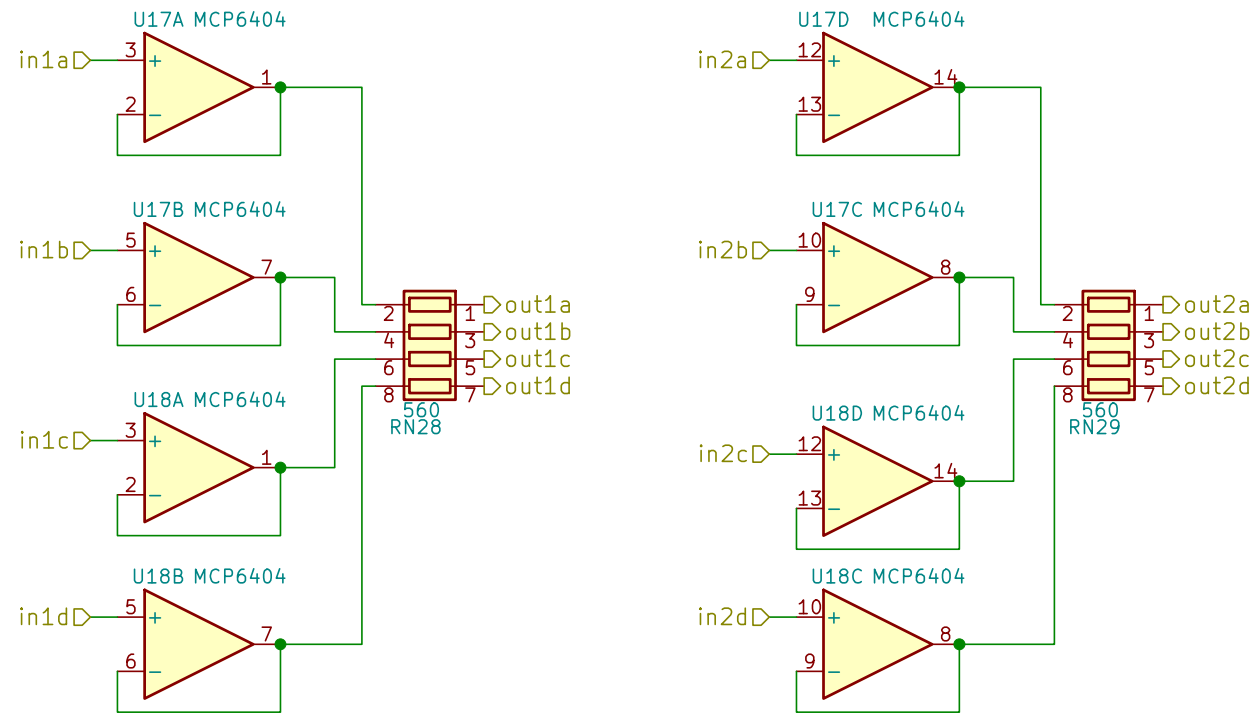 U17A MCP6404
in1a
3
+
1
2
−
U17B MCP6404
in1b
5
+
7
6
−
U18A MCP6404
in1c
3
+
1
2
−
U18B MCP6404
in1d
5
+
7
6
−
2
1
out1a
4
3
out1b
6
5
out1c
8
7
out1d
560
RN28
U17D MCP6404
in2a
12
+
14
13
−
U17C MCP6404
in2b
10
+
8
9
−
U18D MCP6404
in2c
12
+
14
13
−
U18C MCP6404
in2d
10
+
8
9
−
2
1
out2a
4
3
out2b
6
5
out2c
8
7
out2d
560
RN29